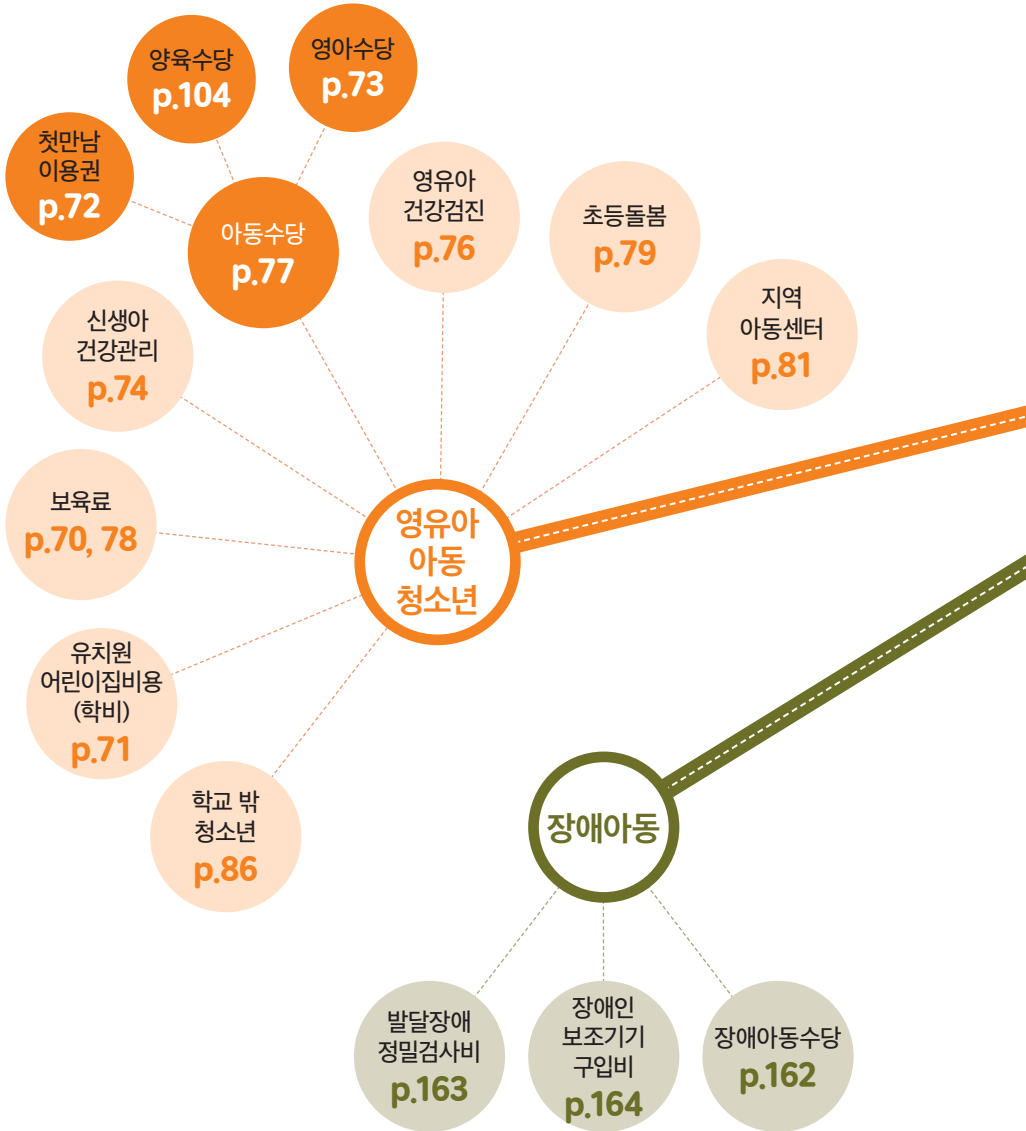 양육수당
p.104
영아수당
p.73
첫만남
이용권
p.72
아동수당
p.77
영유아
건강검진
p.76
초등돌봄
p.79
지역
아동센터
p.81
신생아
건강관리
p.74
보육료
p.70, 78
영유아
아동
청소년
유치원
어린이집비용
(학비)
p.71
학교 밖
청소년
p.86
장애아동
발달장애
정밀검사비
p.163
장애인
보조기기
구입비
p.164
장애아동수당
p.162